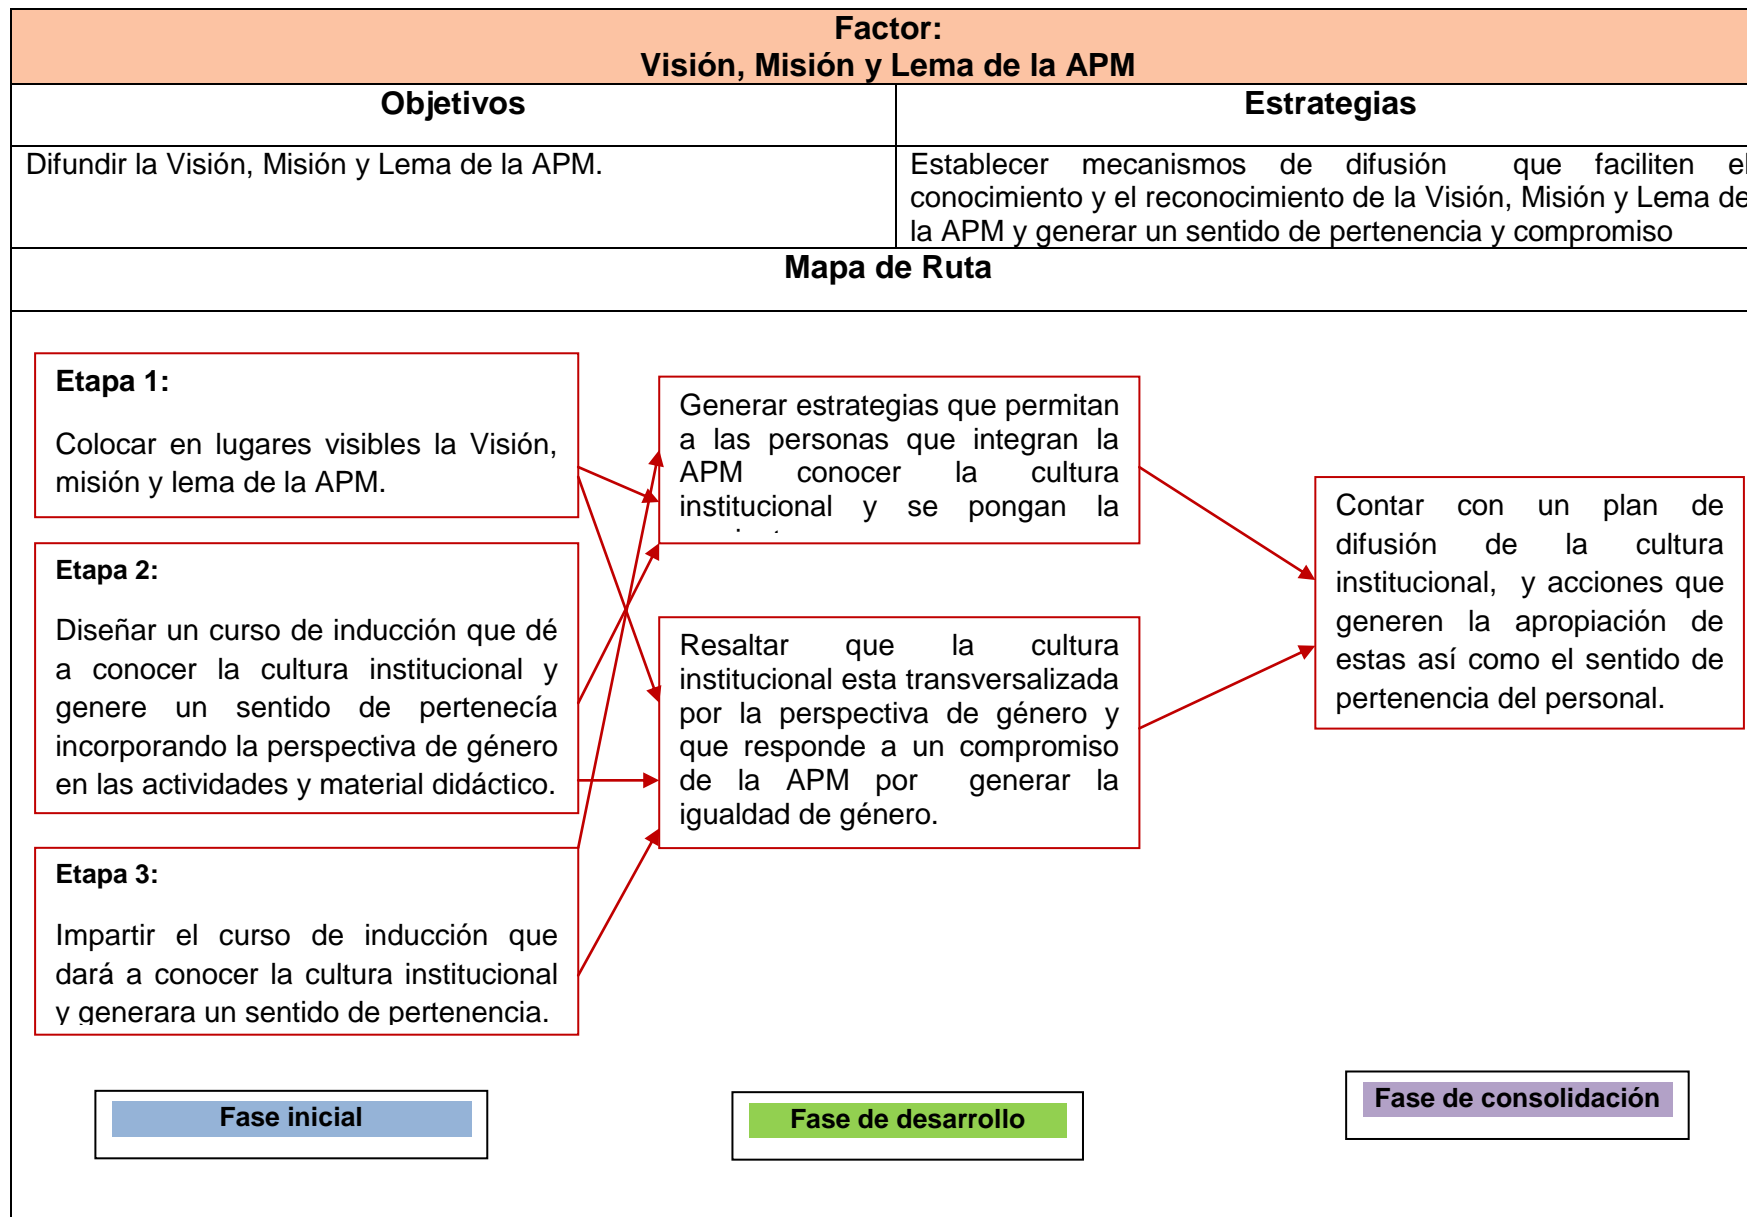 Factor:
Visión, Misión y Lema de la APM
Objetivos
Estrategias
Difundir la Visión, Misión y Lema de la APM.
Establecer mecanismos de difusión que faciliten el
conocimiento y el reconocimiento de la Visión, Misión y Lema de
la APM y generar un sentido de pertenencia y compromiso
Mapa de Ruta
Etapa 1:
Colocar en lugares visibles la Visión,
misión y lema de la APM.
Etapa 2:
Diseñar un curso de inducción que dé
a conocer la cultura institucional y
genere un sentido de pertenecía
incorporando la perspectiva de género
en las actividades y material didáctico.
Etapa 3:
Impartir el curso de inducción que
dará a conocer la cultura institucional
y generara un sentido de pertenencia.
Generar estrategias que permitan
a las personas que integran la
APM conocer la cultura
institucional y se pongan la
Resaltar que la cultura
institucional esta transversalizada
por la perspectiva de género y
que responde a un compromiso
de la APM por generar la
igualdad de género.
Contar con un plan de
difusión de la cultura
institucional, y acciones que
generen la apropiación de
estas así como el sentido de
pertenencia del personal.
Fase inicial
Fase de desarrollo
Fase de consolidación